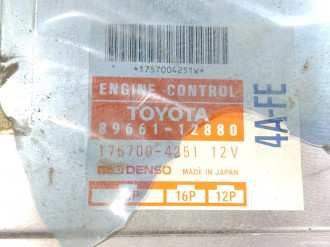 *1757004251W*
ENGINE CONTROL
TOYOTA
89661-12880
175700-4251 12V
DENSO MADE IN JAPAN
16P 12P
4A-FE